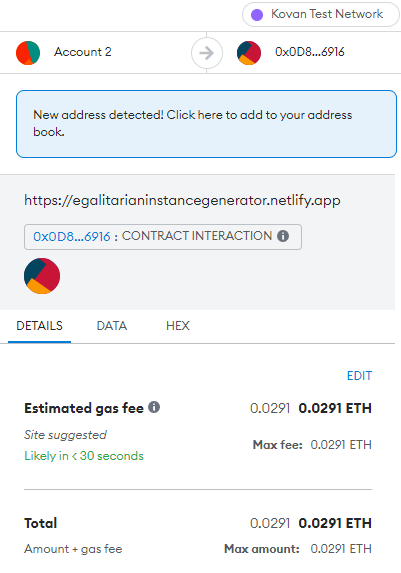 Kovan Test Network
Account 2
0x0D8...6916
New address detected! Click here to add to your address
book.
https://egalitarianinstancegenerator.netlify.app
0x0D8...6916 : CONTRACT INTERACTION
DETAILS DATA HEX
EDIT
Estimated gas fee 0.0291 0.0291 ETH
Site suggested
Max fee: 0.0291 ETH
Likely in < 30 seconds
Total 0.0291 0.0291 ETH
Amount + gas fee Max amount: 0.0291 ETH